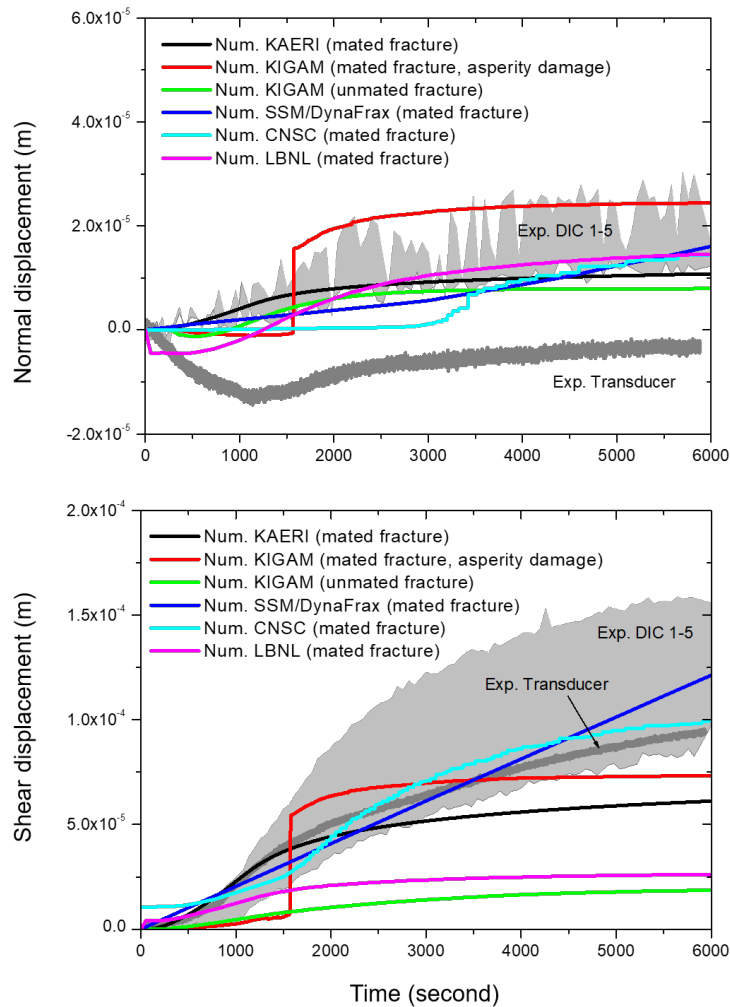 6.0x10-5
4.0x10-5
2.0x10-5
0.0
-2.0x10-5
Normal displacement (m)
Num. KAERI (mated fracture)
Num. KIGAM (mated fracture, asperity damage)
Num. KIGAM (unmated fracture)
Num. SSM/DynaFrax (mated fracture)
Num. CNSC (mated fracture)
Num. LBNL (mated fracture)
Exp. DIC 1-5
Exp. Transducer
0 1000 2000 3000 4000 5000 6000
2.0x10-4
1.5x10-4
1.0x10-4
5.0x10-5
0.0
Shear displacement (m)
Num. KAERI (mated fracture)
Num. KIGAM (mated fracture, asperity damage)
Num. KIGAM (unmated fracture)
Num. SSM/DynaFrax (mated fracture)
Num. CNSC (mated fracture)
Num. LBNL (mated fracture)
Exp. DIC 1-5
Exp. Transducer
0 1000 2000 3000 4000 5000 6000
Time (second)